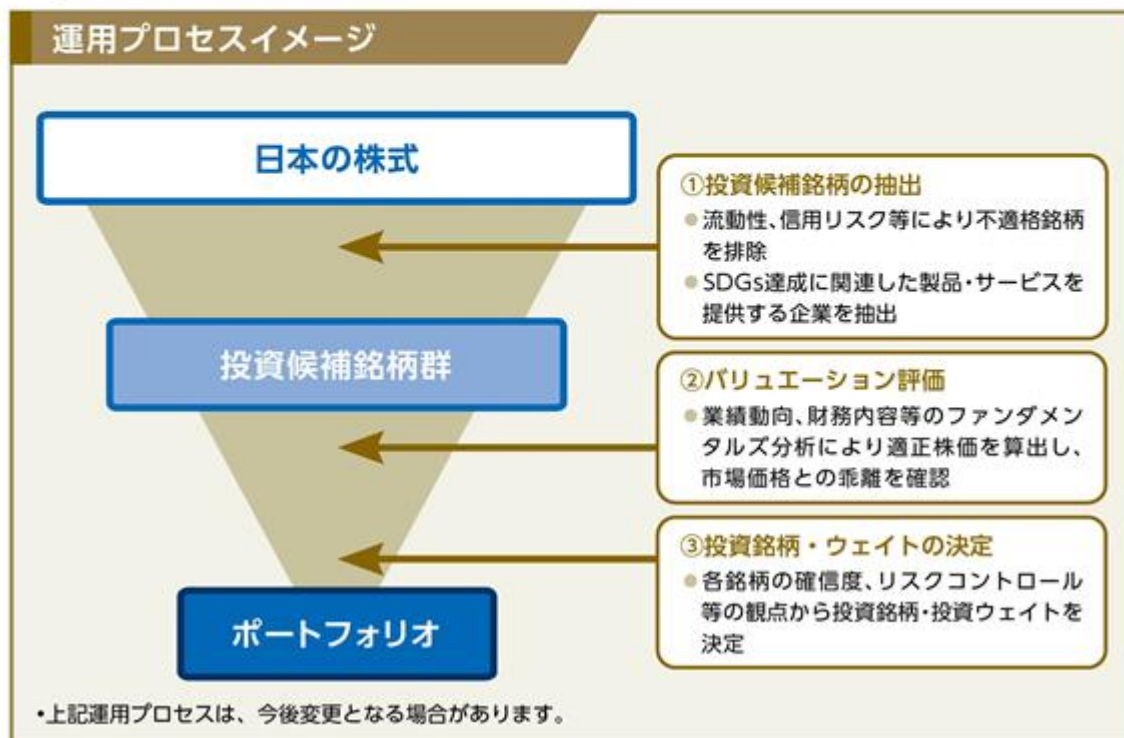 運用プロセスイメージ
日本の株式
①投資候補銘柄の抽出
●流動性、信用リスク等により不適格銘柄
を排除
●SDGs達成に関連した製品・サービスを
提供する企業を抽出
投資候補銘柄群
②バリュエーション評価
●業績動向、財務内容等のファンダメン
タルズ分析により適正株価を算出し、
市場価格との乖離を確認
③投資銘柄・ウェイトの決定
●各銘柄の確信度、リスクコントロール
等の観点から投資銘柄・投資ウェイトを
決定
ポートフォリオ
•上記運用プロセスは、今後変更となる場合があります。